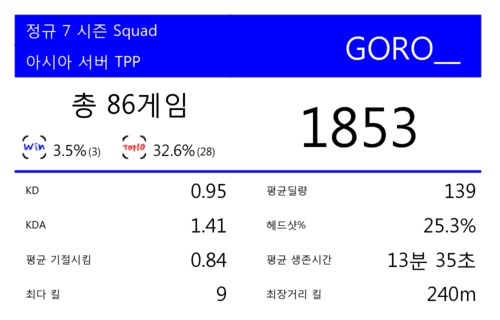 정규 7 시즌 Squad
아시아 서버 TPP
GORO__
총 86게임
Win 3.5%(3) Top10 32.6%(28)
1853
KD 0.95 평균딜량 139
KDA 1.41 헤드샷% 25.3%
평균 기절시킴 0.84 평균 생존시간 13분 35초
최다 킬 9 최장거리 킬 240m